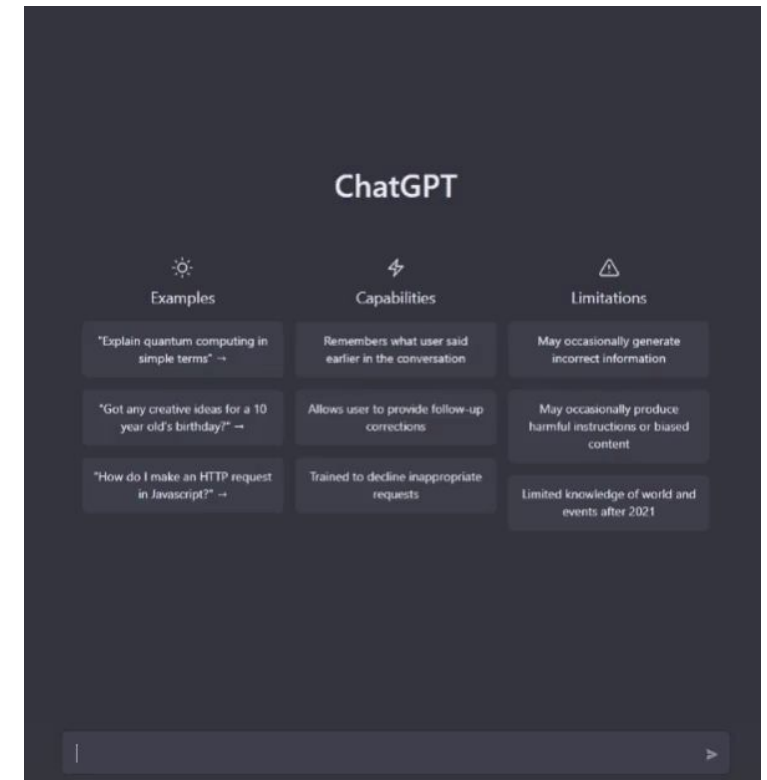 ChatGPT
Examples
"Explain quantum computing in
simple terms" →
"Got any creative ideas for a 10
year old's birthday?" →
"How do I make an HTTP request
in Javascript?" →
Capabilities
Remembers what user said
earlier in the conversation
Allows user to provide follow-up
corrections
Trained to decline inappropriate
requests
Limitations
May occasionally generate
incorrect information
May occasionally produce
harmful instructions or biased
content
Limited knowledge of world and
events after 2021